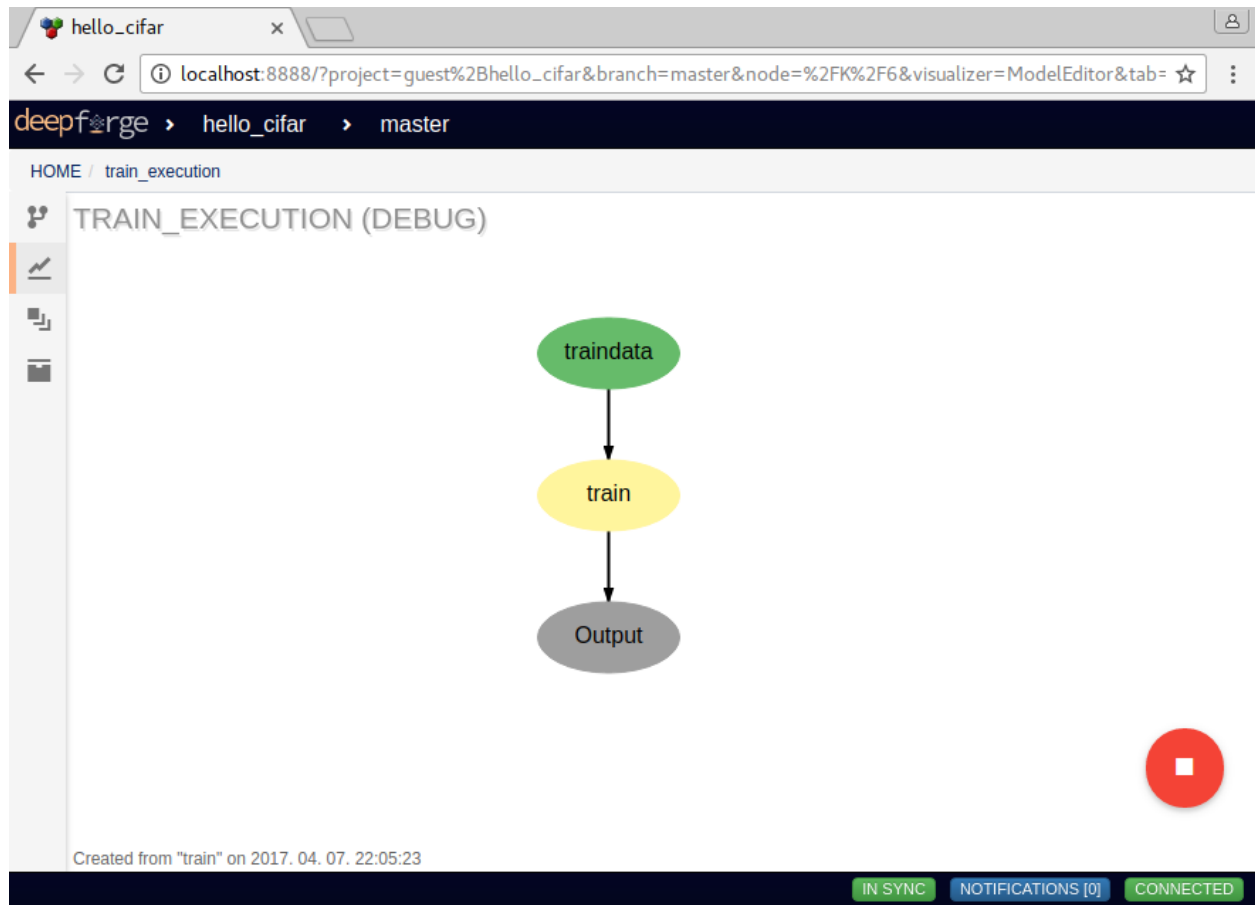 hello_cifar
localhost:8888/?project=guest%2Bhello_cifar&branch=master&node=%2FK%2F6&visualizer=ModelEditor&tab=
deepforge › hello_cifar › master
HOME / train_execution
TRAIN_EXECUTION (DEBUG)
traindata
train
Output
Created from "train" on 2017. 04. 07. 22:05:23
IN SYNC NOTIFICATIONS [0] CONNECTED